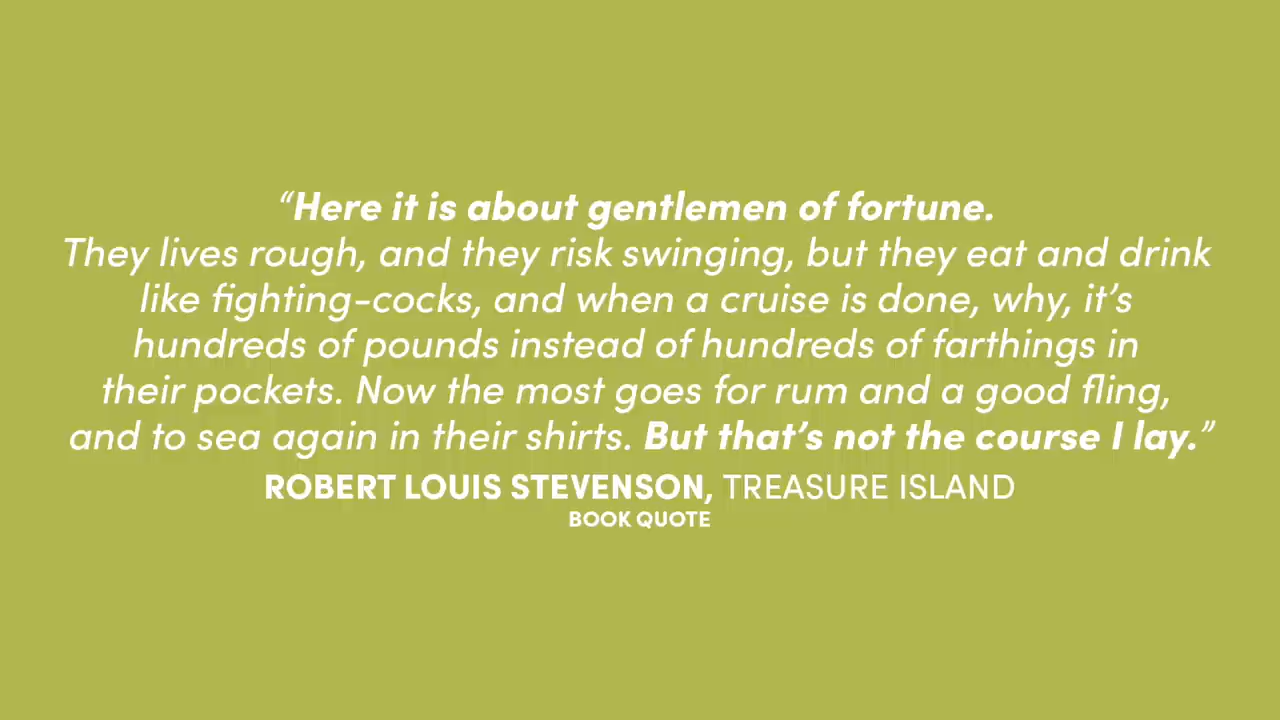 “Here it is about gentlemen of fortune.
They lives rough, and they risk swinging, but they eat and drink
like fighting-cocks, and when a cruise is done, why, it’s
hundreds of pounds instead of hundreds of farthings in
their pockets. Now the most goes for rum and a good fling,
and to sea again in their shirts. But that’s not the course I lay.”
ROBERT LOUIS STEVENSON, TREASURE ISLAND
BOOK QUOTE